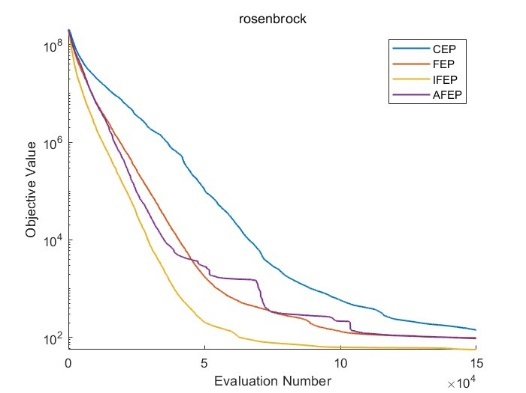 rosenbrock
CEP
FEP
IFEP
AFEP
10^8
10^6
10^4
10^2
Objective Value
0
5
10
15
Evaluation Number
×10^4